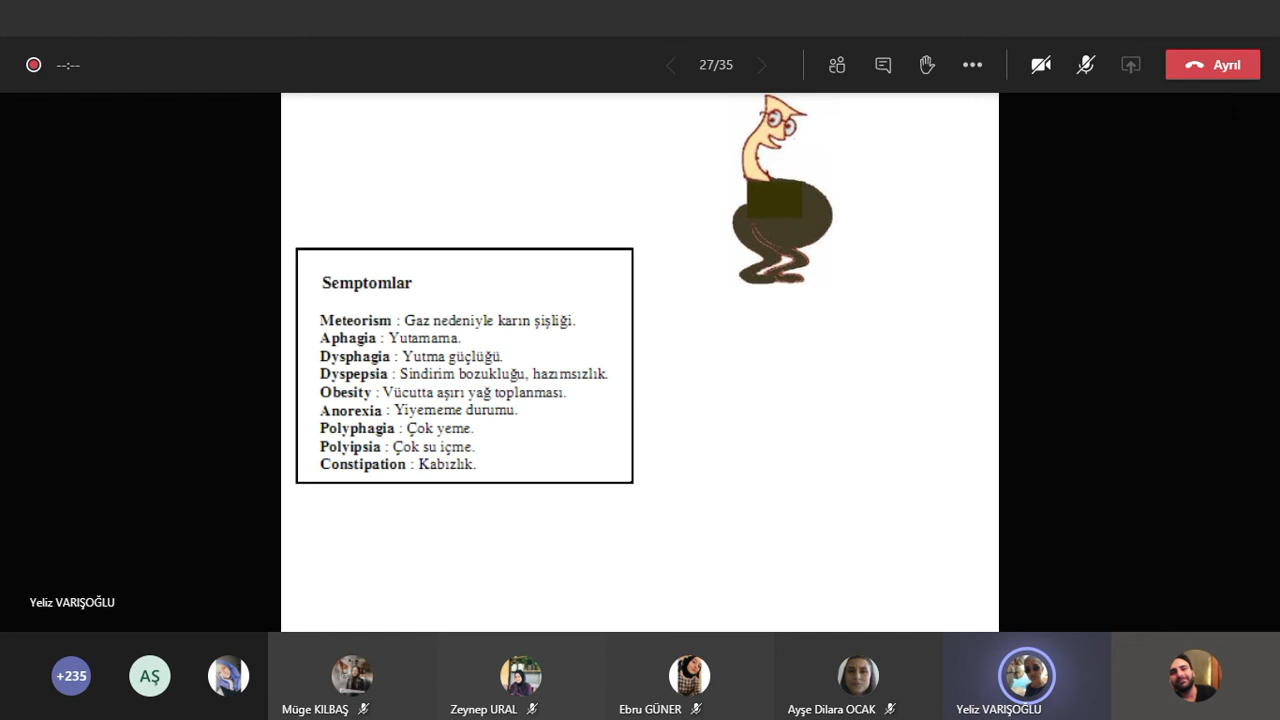 --:--
27/35
Ayrıl
Semptomlar
Meteorism : Gaz nedeniyle karın şişliği.
Aphagia : Yutamama.
Dysphagia : Yutma güçlüğü.
Dyspepsia : Sindirim bozukluğu, hazımsızlık.
Obesity : Vücutta aşırı yağ toplanması.
Anorexia : Yiyememe durumu.
Polyphagia : Çok yeme.
Polyipsia : Çok su içme.
Constipation : Kabızlık.
Yeliz VARIŞOĞLU
+235
AŞ
Müge KILBAŞ
Zeynep URAL
Ebru GÜNER
Ayşe Dilara OCAK
Yeliz VARIŞOĞLU